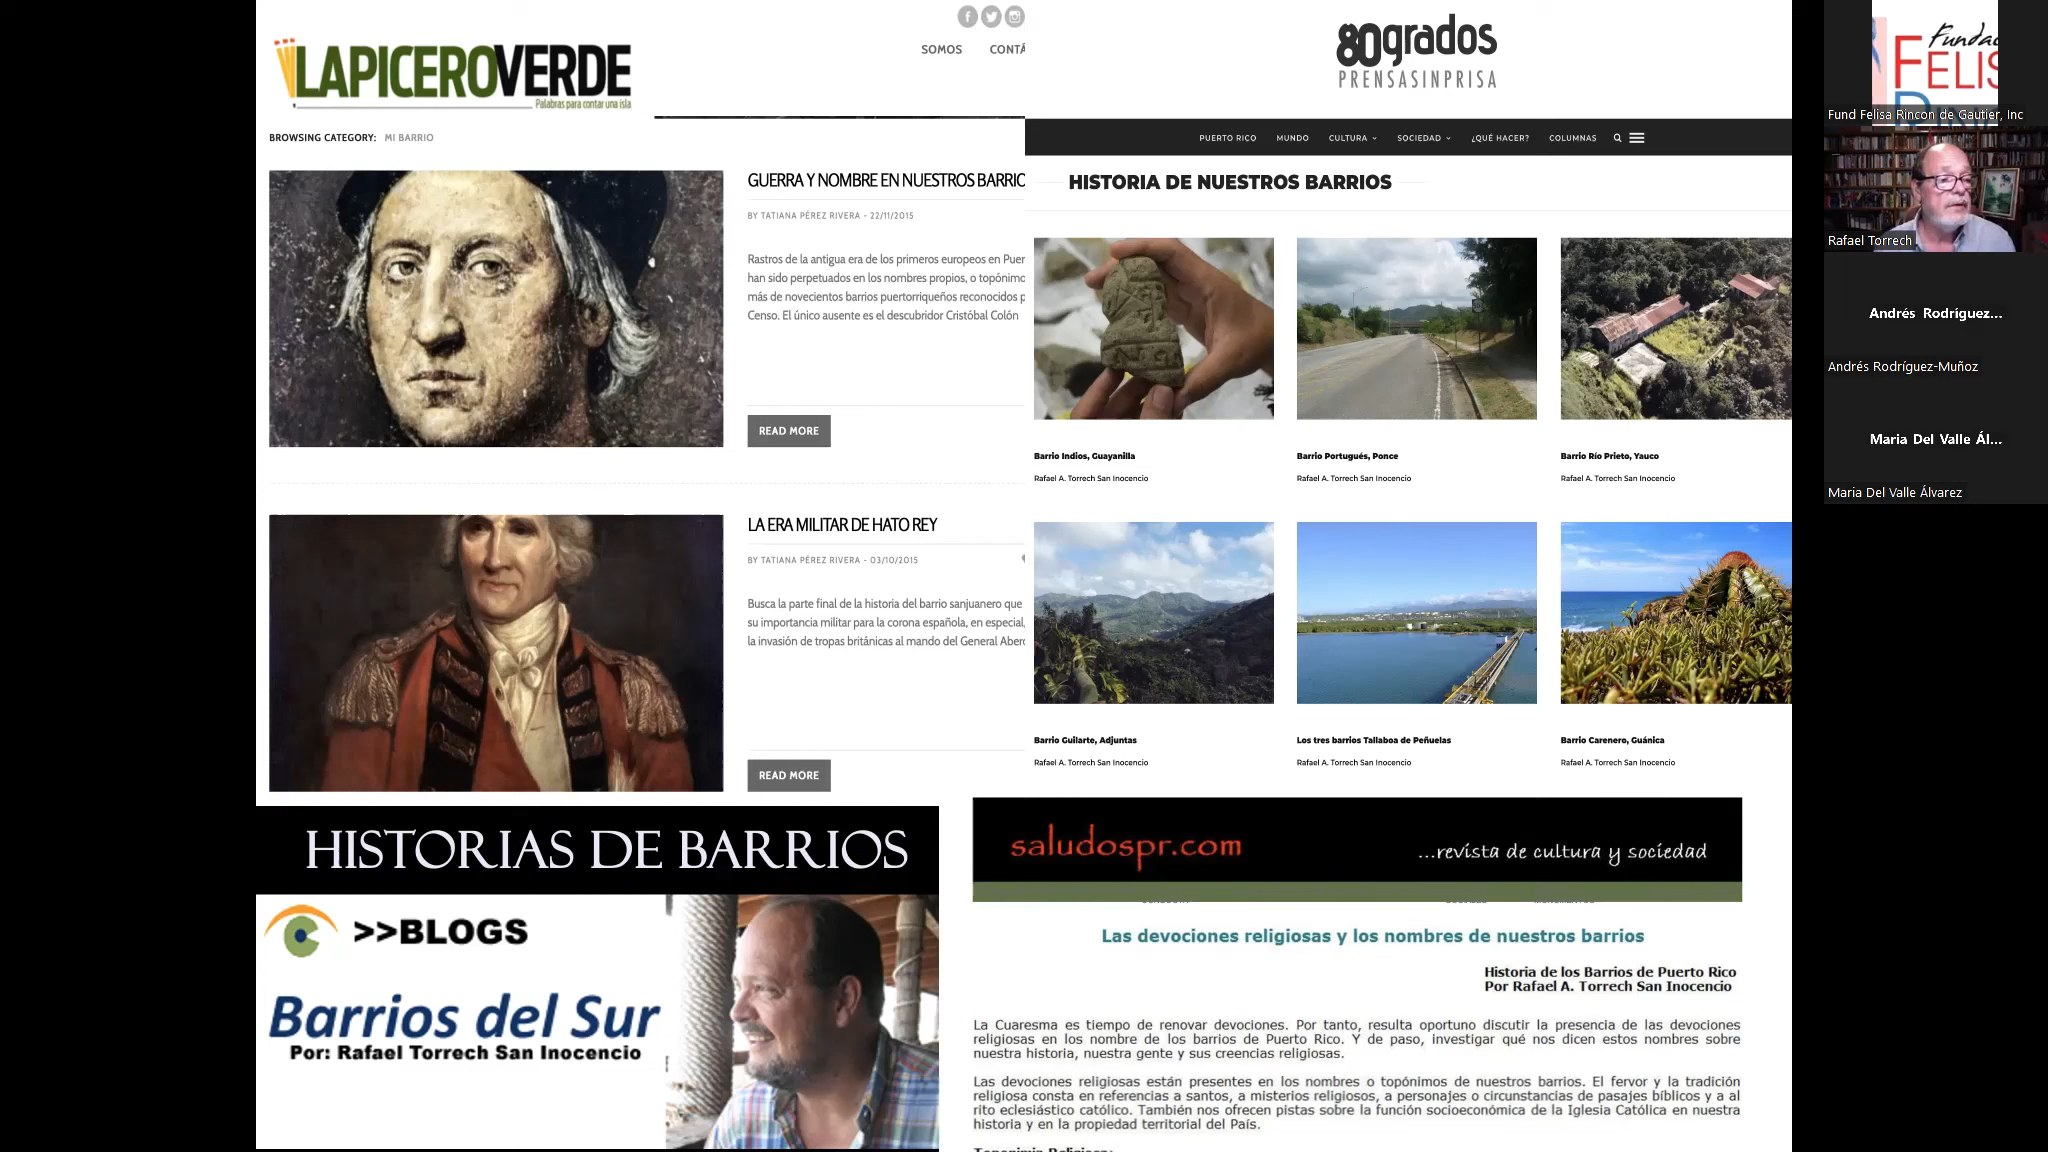 LAPICEROVERDE
Palabras para contar una isla
SOMOS CONTÁ
BROWSING CATEGORY: MI BARRIO
GUERRA Y NOMBRE EN NUESTROS BARRIO
BY TATIANA PÉREZ RIVERA - 22/11/2015
Rastros de la antigua era de los primeros europeos en Puer
han sido perpetuados en los nombres propios, o topónimo
más de novecientos barrios puertorriqueños reconocidos p
Censo. El único ausente es el descubridor Cristóbal Colón
READ MORE
LA ERA MILITAR DE HATO REY
BY TATIANA PÉREZ RIVERA - 03/10/2015
Busca la parte final de la historia del barrio sanjuanero que
su importancia militar para la corona española, en especial,
la invasión de tropas británicas al mando del General Aberc
READ MORE
80grados
PRENSASINPRISA
PUERTO RICO MUNDO CULTURA SOCIEDAD ¿QUÉ HACER? COLUMNAS
HISTORIA DE NUESTROS BARRIOS
Barrio Indios, Guayanilla
Rafael A. Torrech San Inocencio
Barrio Portugués, Ponce
Rafael A. Torrech San Inocencio
Barrio Río Prieto, Yauco
Rafael A. Torrech San Inocencio
Barrio Guilarte, Adjuntas
Rafael A. Torrech San Inocencio
Los tres barrios Tallaboa de Peñuelas
Rafael A. Torrech San Inocencio
Barrio Carenero, Guánica
Rafael A. Torrech San Inocencio
HISTORIAS DE BARRIOS
>>BLOGS
Barrios del Sur
Por: Rafael Torrech San Inocencio
saludospr.com
...revista de cultura y sociedad
Las devociones religiosas y los nombres de nuestros barrios
Historia de los Barrios de Puerto Rico
Por Rafael A. Torrech San Inocencio
La Cuaresma es tiempo de renovar devociones. Por tanto, resulta oportuno discutir la presencia de las devociones
religiosas en los nombre de los barrios de Puerto Rico. Y de paso, investigar qué nos dicen estos nombres sobre
nuestra historia, nuestra gente y sus creencias religiosas.
Las devociones religiosas están presentes en los nombres o topónimos de nuestros barrios. El fervor y la tradición
religiosa consta en referencias a santos, a misterios religiosos, a personajes o circunstancias de pasajes bíblicos y a al
rito eclesiástico católico. También nos ofrecen pistas sobre la función socioeconómica de la Iglesia Católica en nuestra
historia y en la propiedad territorial del País.
Fundac
FELIS
Fund Felisa Rincon de Gautier, Inc
Rafael Torrech
Andrés Rodríguez...
Andrés Rodríguez-Muñoz
Maria Del Valle Ál...
Maria Del Valle Álvarez